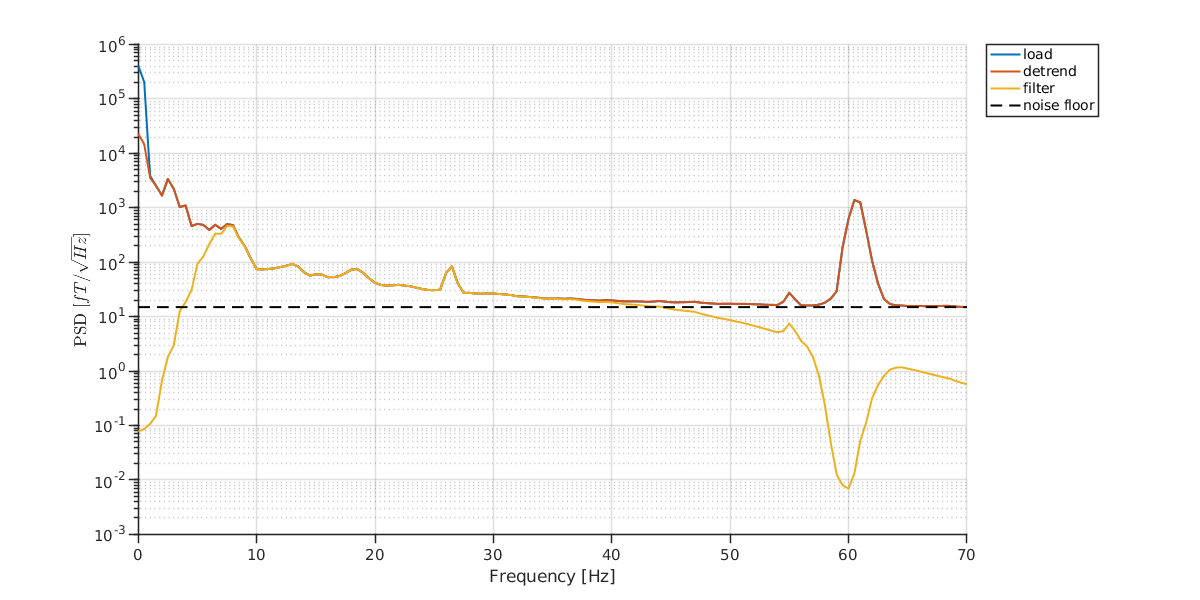 10^6
10^5
10^4
10^3
10^2
10^1
10^0
10^-1
10^-2
10^-3
PSD [fT/√Hz]
0 10 20 30 40 50 60 70
Frequency [Hz]
load
detrend
filter
noise floor